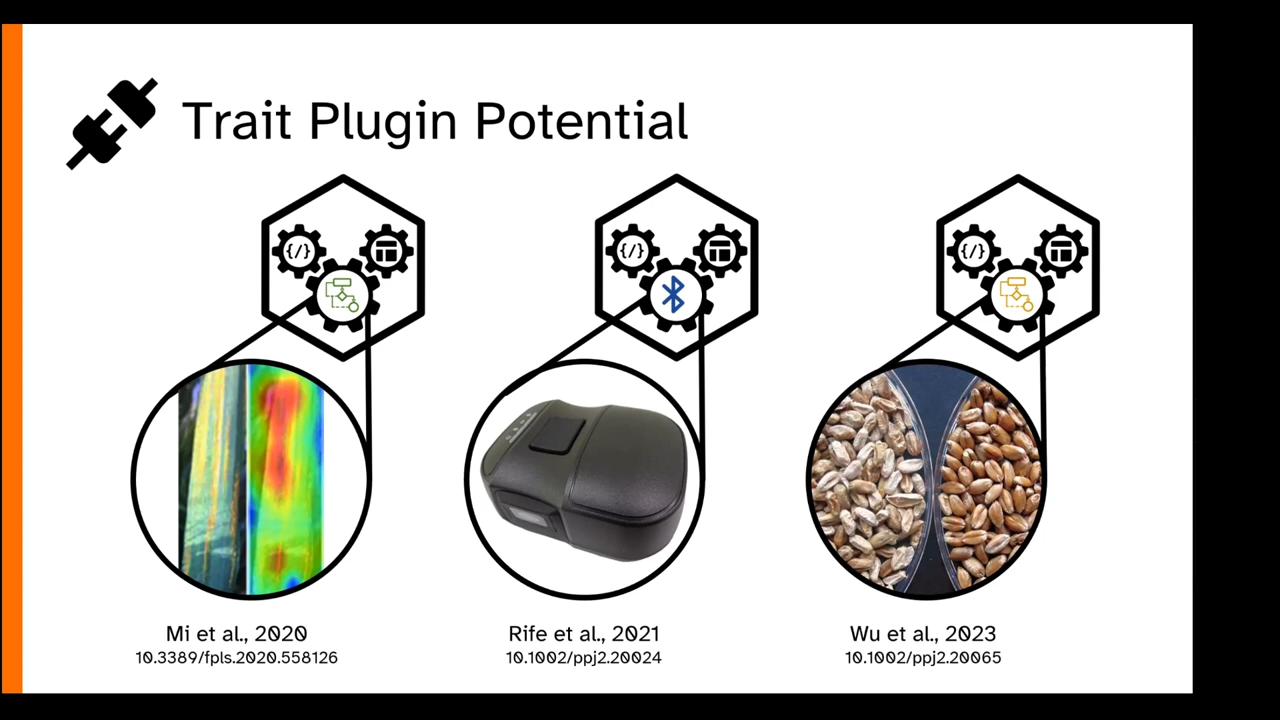 Trait Plugin Potential
{/}
{/}
{/}
Mi et al., 2020
10.3389/fpls.2020.558126
Rife et al., 2021
10.1002/ppj2.20024
Wu et al., 2023
10.1002/ppj2.20065